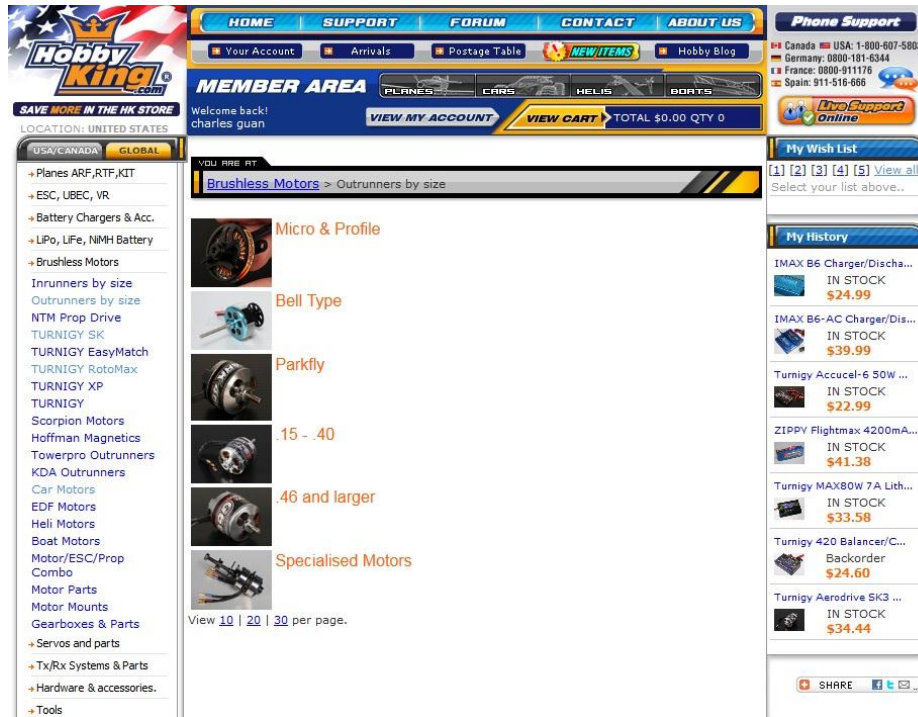 Hobby
King
.com
®
SAVE MORE IN THE HK STORE
LOCATION: UNITED STATES
HOME SUPPORT FORUM CONTACT ABOUT US
Your Account Arrivals Postage Table NEW ITEMS Hobby Blog
MEMBER AREA PLANES CARS HELIS BOATS
Welcome back!
charles guan
VIEW MY ACCOUNT VIEW CART TOTAL $0.00 QTY 0
Phone Support
Canada USA: 1-800-607-580
Germany: 0800-181-6344
France: 0800-911176
Spain: 911-516-666
Live Support
Online
USA/CANADA GLOBAL
Planes ARF,RTF,KIT
ESC, UBEC, VR
Battery Chargers & Acc.
LiPo, LiFe, NiMH Battery
Brushless Motors
Inrunners by size
Outrunners by size
NTM Prop Drive
TURNIGY SK
TURNIGY EasyMatch
TURNIGY RotoMax
TURNIGY XP
TURNIGY
Scorpion Motors
Hoffman Magnetics
Towerpro Outrunners
KDA Outrunners
Car Motors
EDF Motors
Heli Motors
Boat Motors
Motor/ESC/Prop
Combo
Motor Parts
Motor Mounts
Gearboxes & Parts
Servos and parts
Tx/Rx Systems & Parts
Hardware & accessories.
Tools
YOU ARE AT
Brushless Motors > Outrunners by size
Micro & Profile
Bell Type
Parkfly
.15 - .40
.46 and larger
Specialised Motors
View 10 | 20 | 30 per page.
My Wish List
[1] [2] [3] [4] [5] View all
Select your list above..
My History
IMAX B6 Charger/Discha...
IN STOCK
$24.99
IMAX B6-AC Charger/Dis...
IN STOCK
$39.99
Turnigy Accucel-6 50W ...
IN STOCK
$22.99
ZIPPY Flightmax 4200mA...
IN STOCK
$41.38
Turnigy MAX80W 7A Lith...
IN STOCK
$33.58
Turnigy 420 Balancer/C...
Backorder
$24.60
Turnigy Aerodrive SK3 ...
IN STOCK
$34.44
SHARE